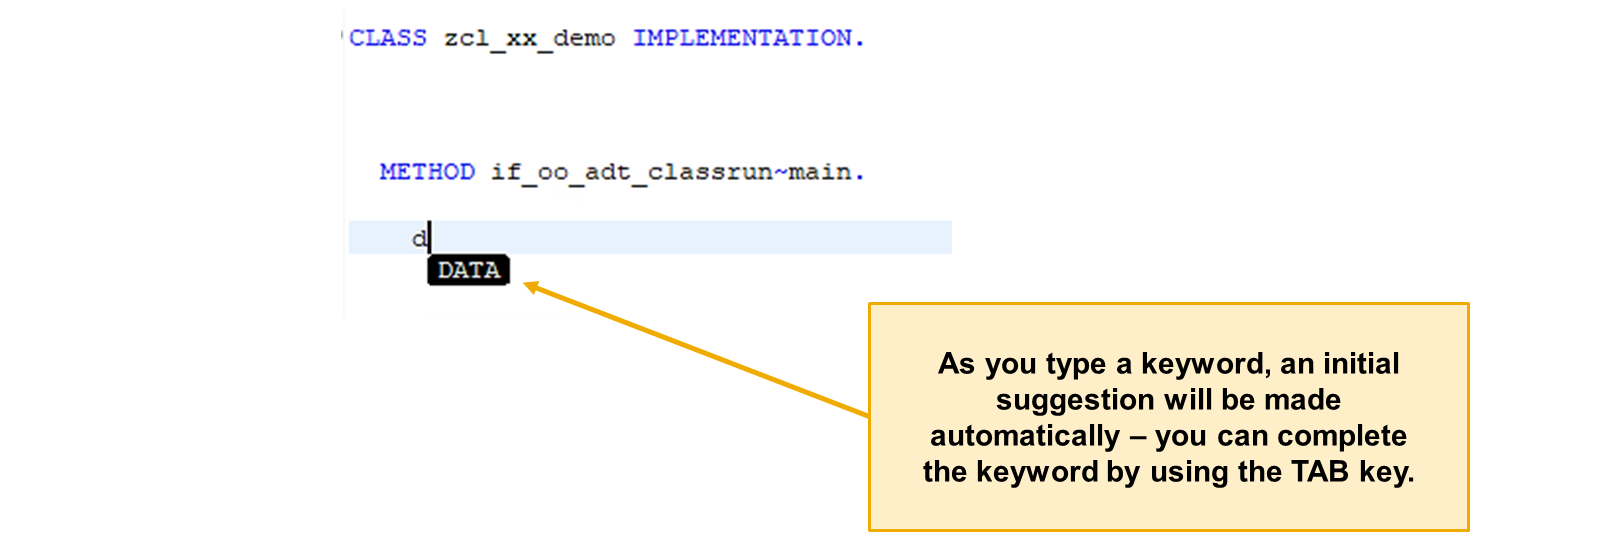 CLASS zcl_xx_demo IMPLEMENTATION.
METHOD if_oo_adt_classrun~main.
d
DATA
As you type a keyword, an initial
suggestion will be made
automatically – you can complete
the keyword by using the TAB key.